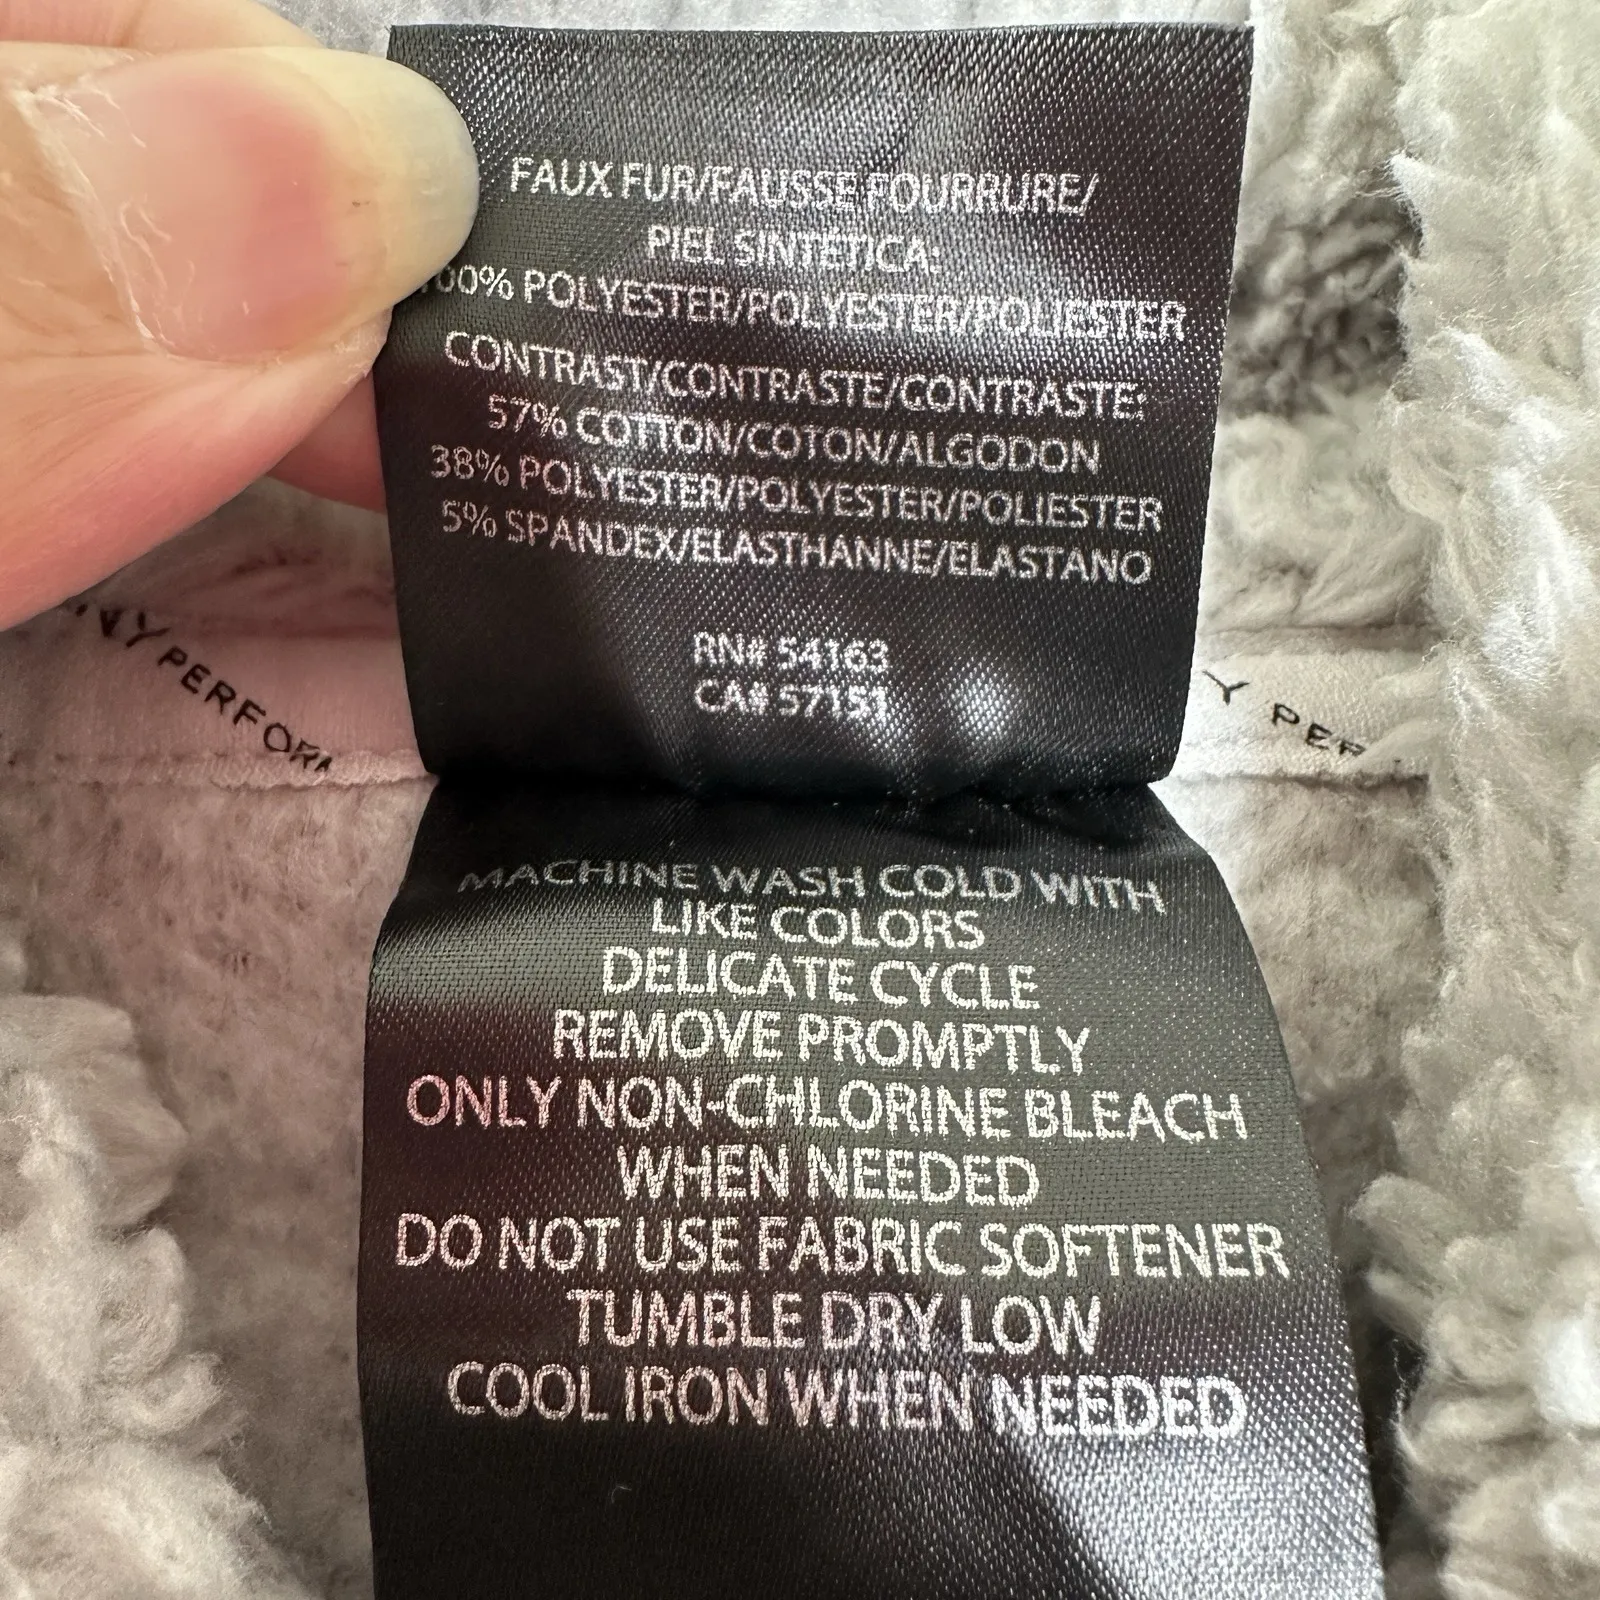 FAUX FUR/FAUSSE FOURRURE/
PIEL SINTÉTICA:
100% POLYESTER/POLYESTER/POLIESTER
CONTRAST/CONTRASTE/CONTRASTE:
57% COTTON/COTON/ALGODON
38% POLYESTER/POLYESTER/POLIESTER
5% SPANDEX/ELASTHANNE/ELASTANO
RN# 54163
CA# 57151
NY PERFORM
Y PER
MACHINE WASH COLD WITH
LIKE COLORS
DELICATE CYCLE
REMOVE PROMPTLY
ONLY NON-CHLORINE BLEACH
WHEN NEEDED
DO NOT USE FABRIC SOFTENER
TUMBLE DRY LOW
COOL IRON WHEN NEEDED